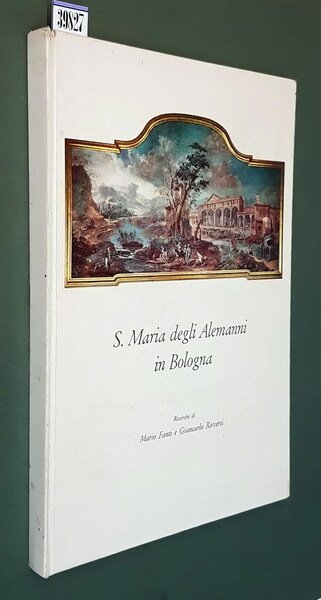 39827
S. Maria degli Alemanni
in Bologna
Ricerche di
Mario Fanti e Giancarlo Roversi